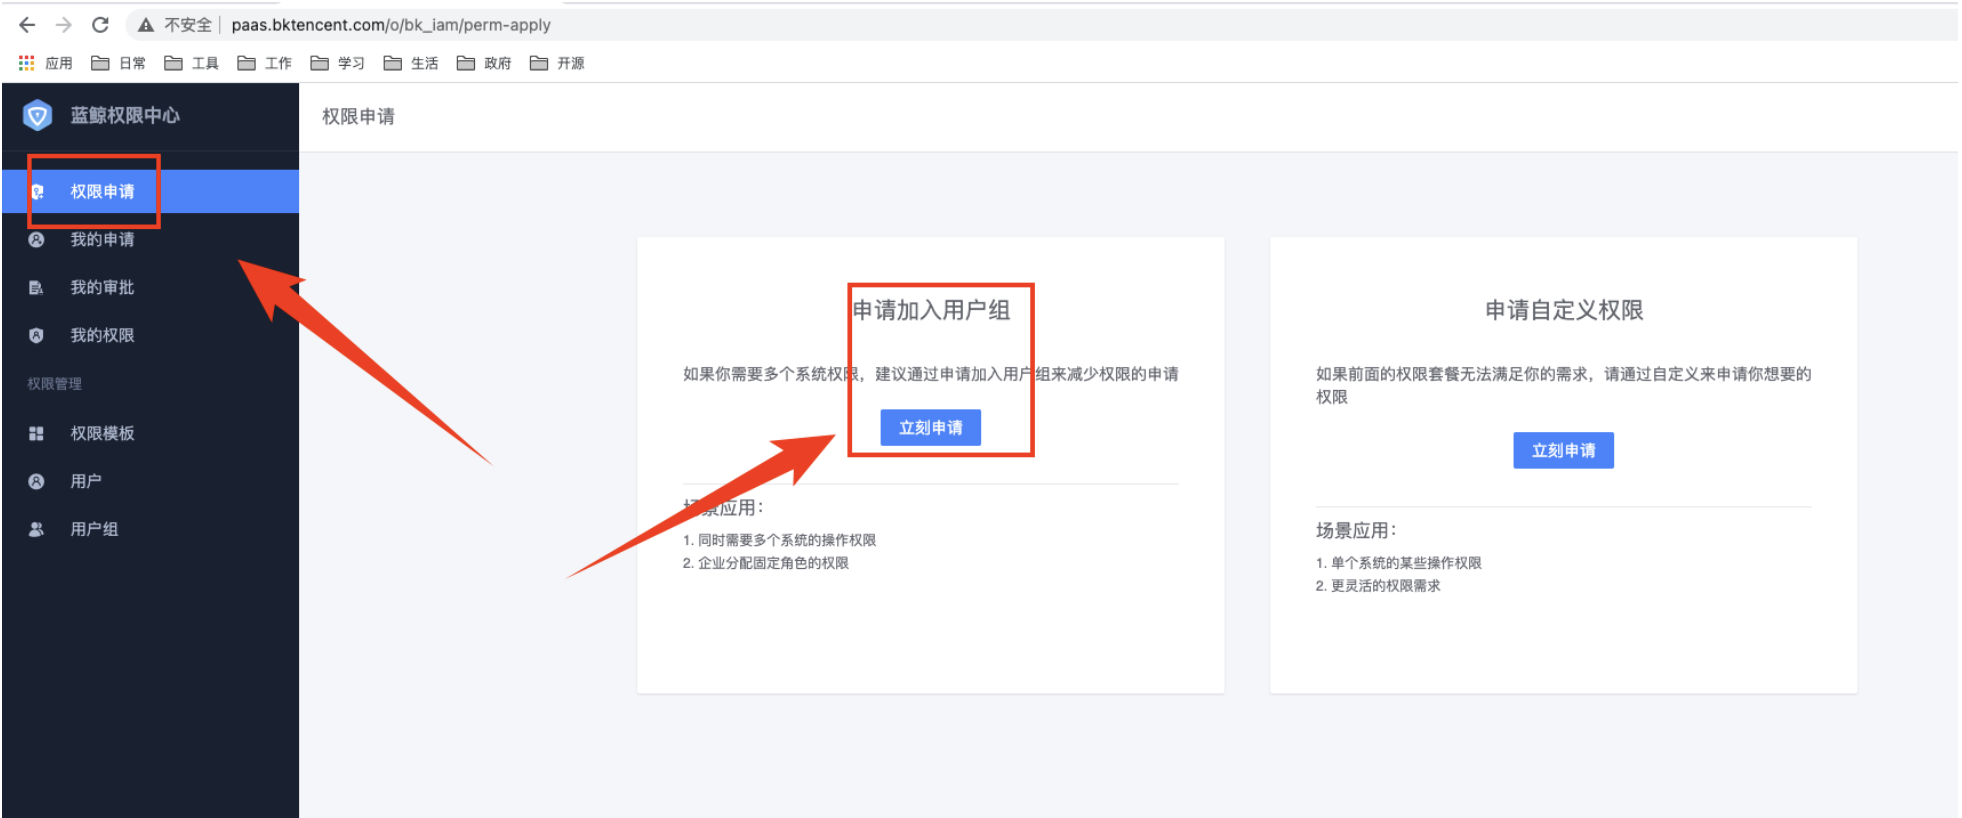 不安全 paas.bktencent.com/o/bk_iam/perm-apply
应用 日常 工具 工作 学习 生活 政府 开源
蓝鲸权限中心
权限申请
权限申请
我的申请
我的审批
我的权限
权限管理
权限模板
用户
用户组
申请加入用户组
如果你需要多个系统权限，建议通过申请加入用户组来减少权限的申请
立刻申请
场景应用：
1. 同时需要多个系统的操作权限
2. 企业分配固定角色的权限
申请自定义权限
如果前面的权限套餐无法满足你的需求，请通过自定义来申请你想要的
权限
立刻申请
场景应用：
1. 单个系统的某些操作权限
2. 更灵活的权限需求